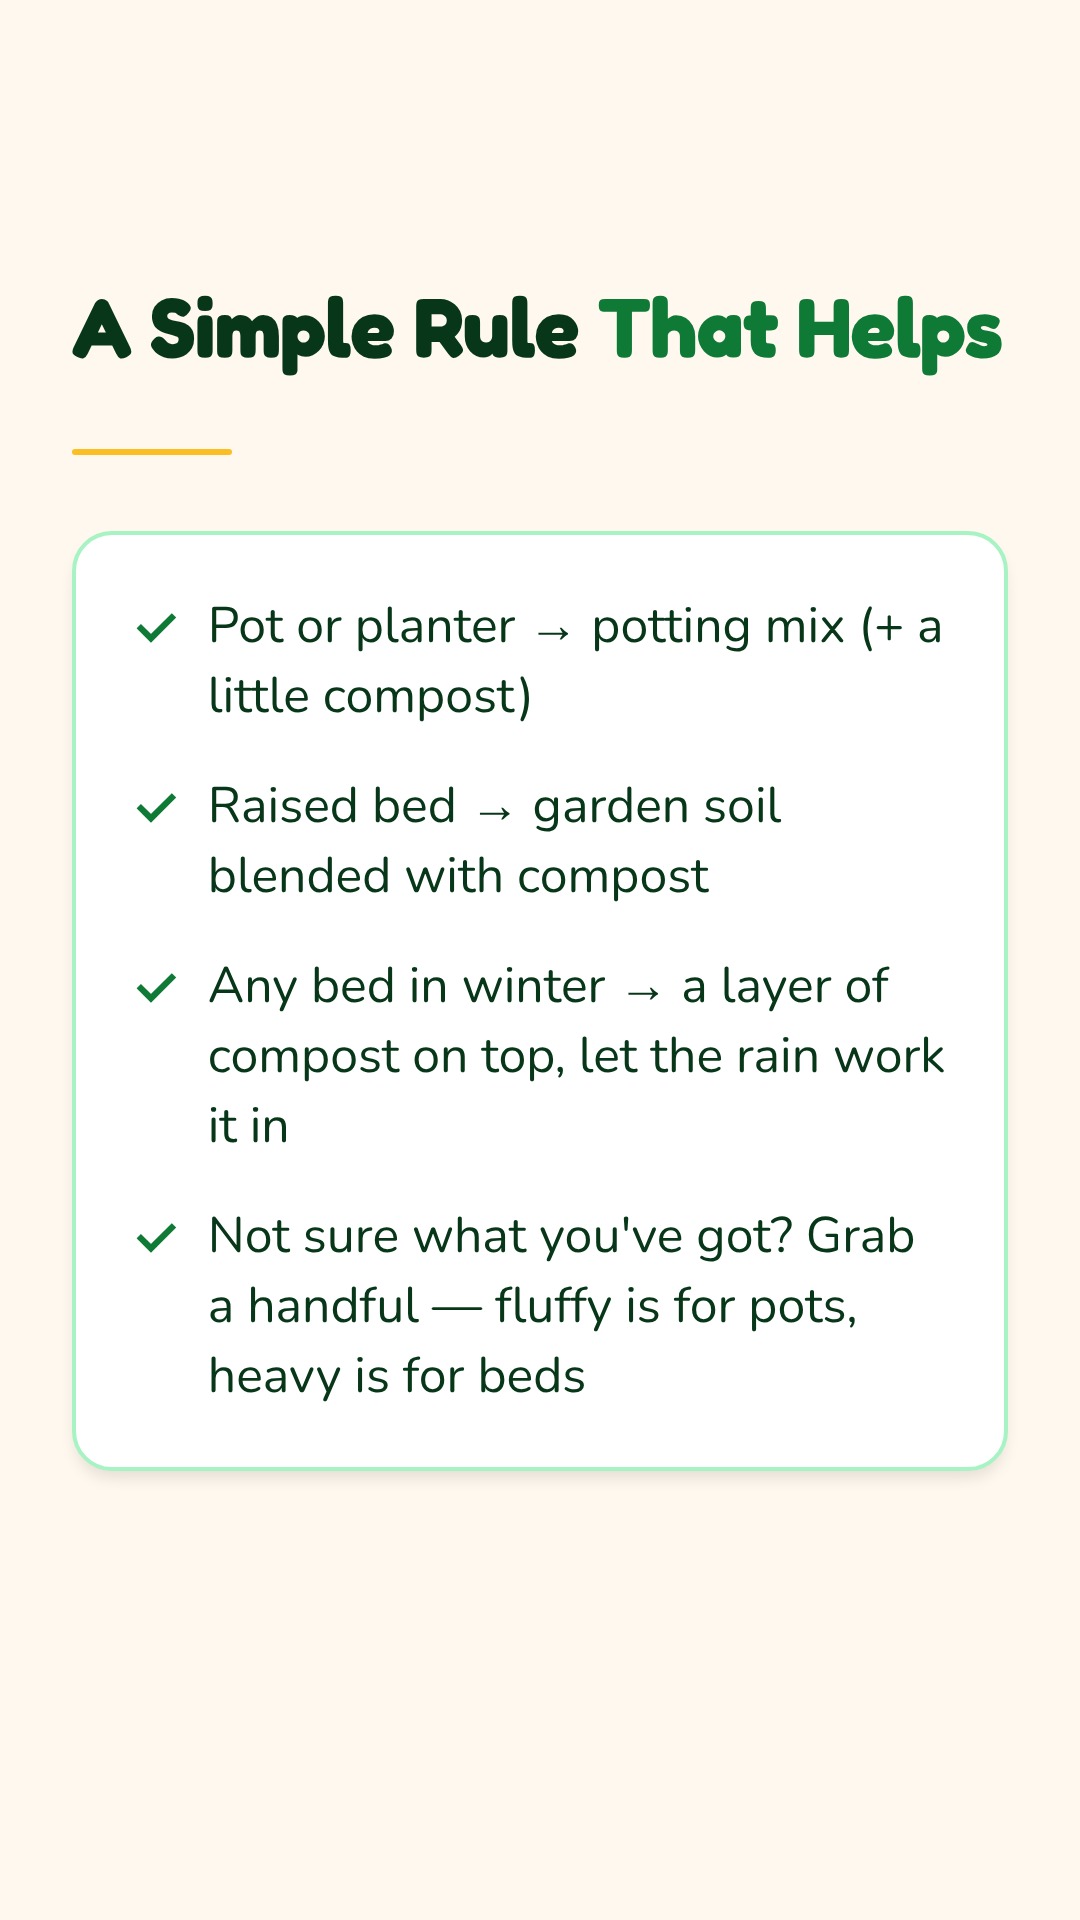 A Simple Rule That Helps
Pot or planter → potting mix (+ a
little compost)
Raised bed → garden soil
blended with compost
Any bed in winter → a layer of
compost on top, let the rain work
it in
Not sure what you've got? Grab
a handful — fluffy is for pots,
heavy is for beds